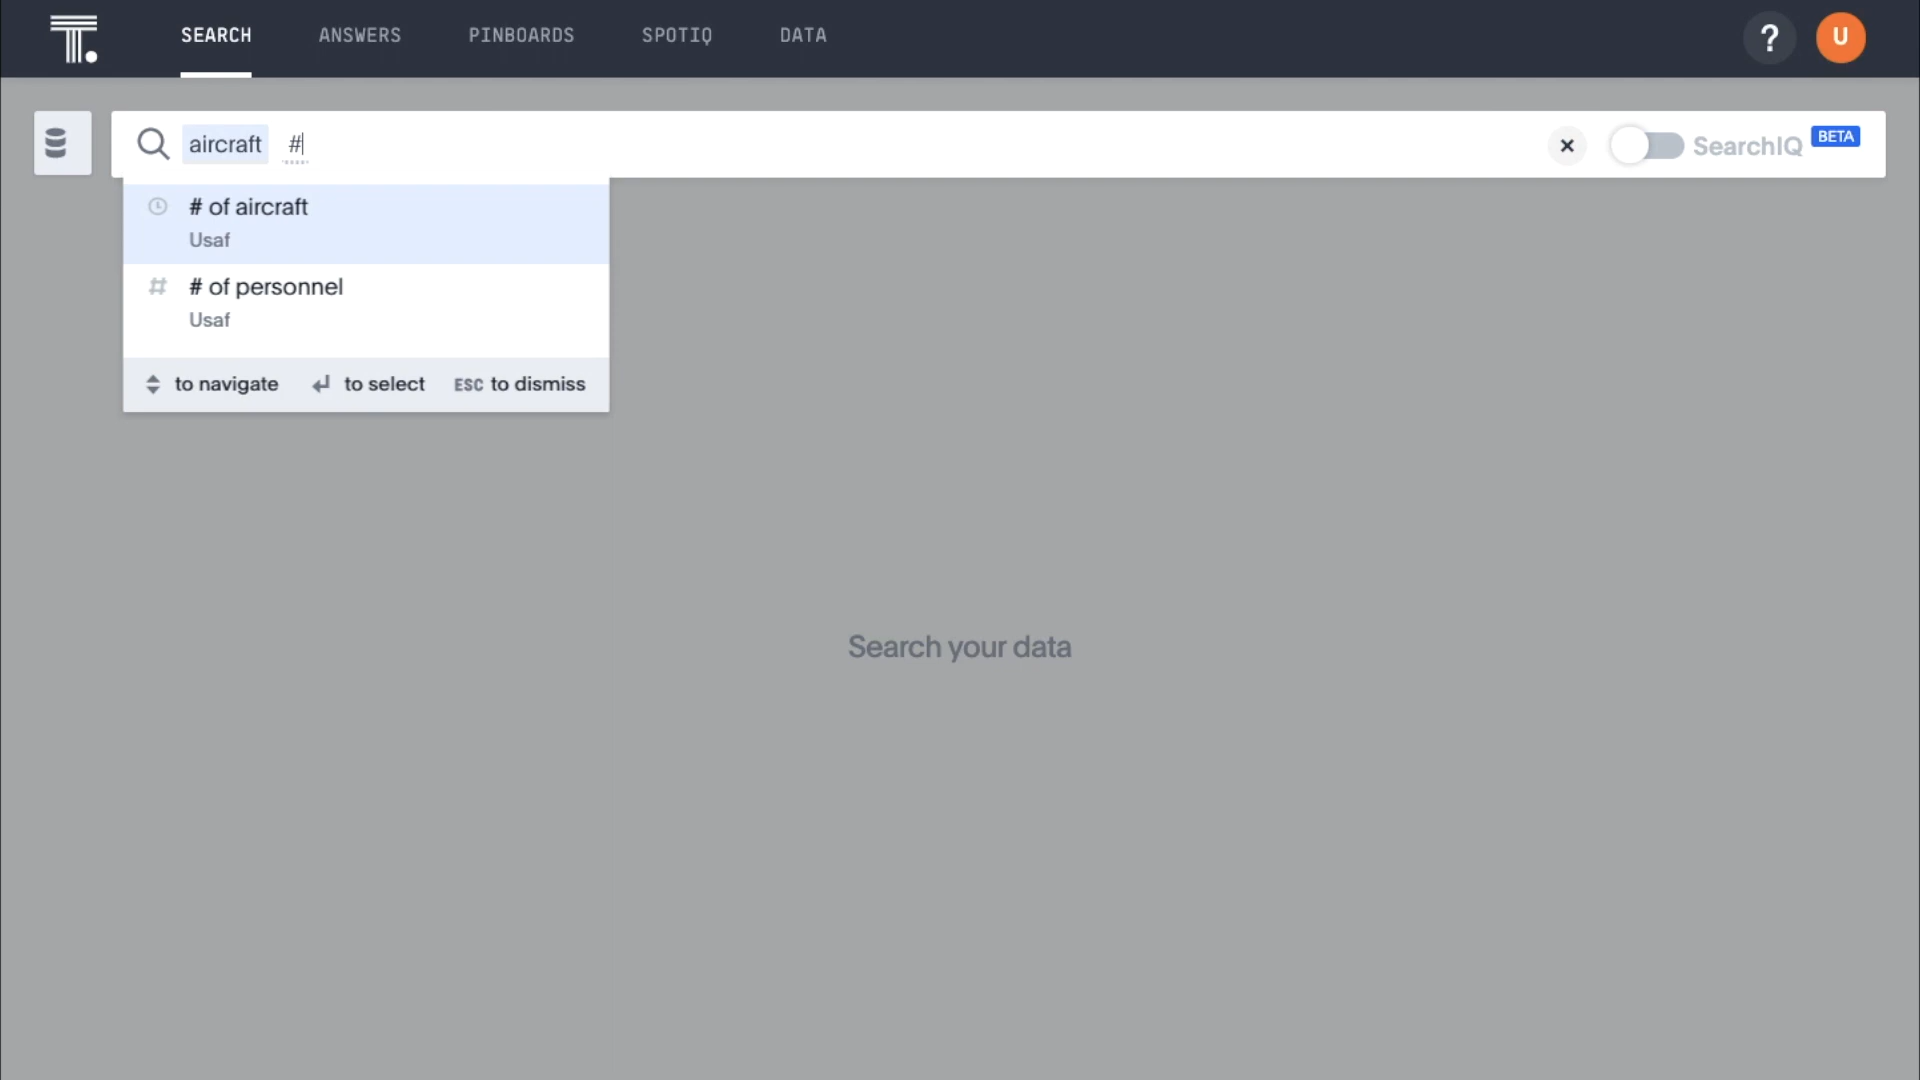 SEARCH ANSWERS PINBOARDS SPOTIQ DATA ? U
aircraft # SearchIQ BETA
# of aircraft
Usaf
# of personnel
Usaf
to navigate to select ESC to dismiss
Search your data